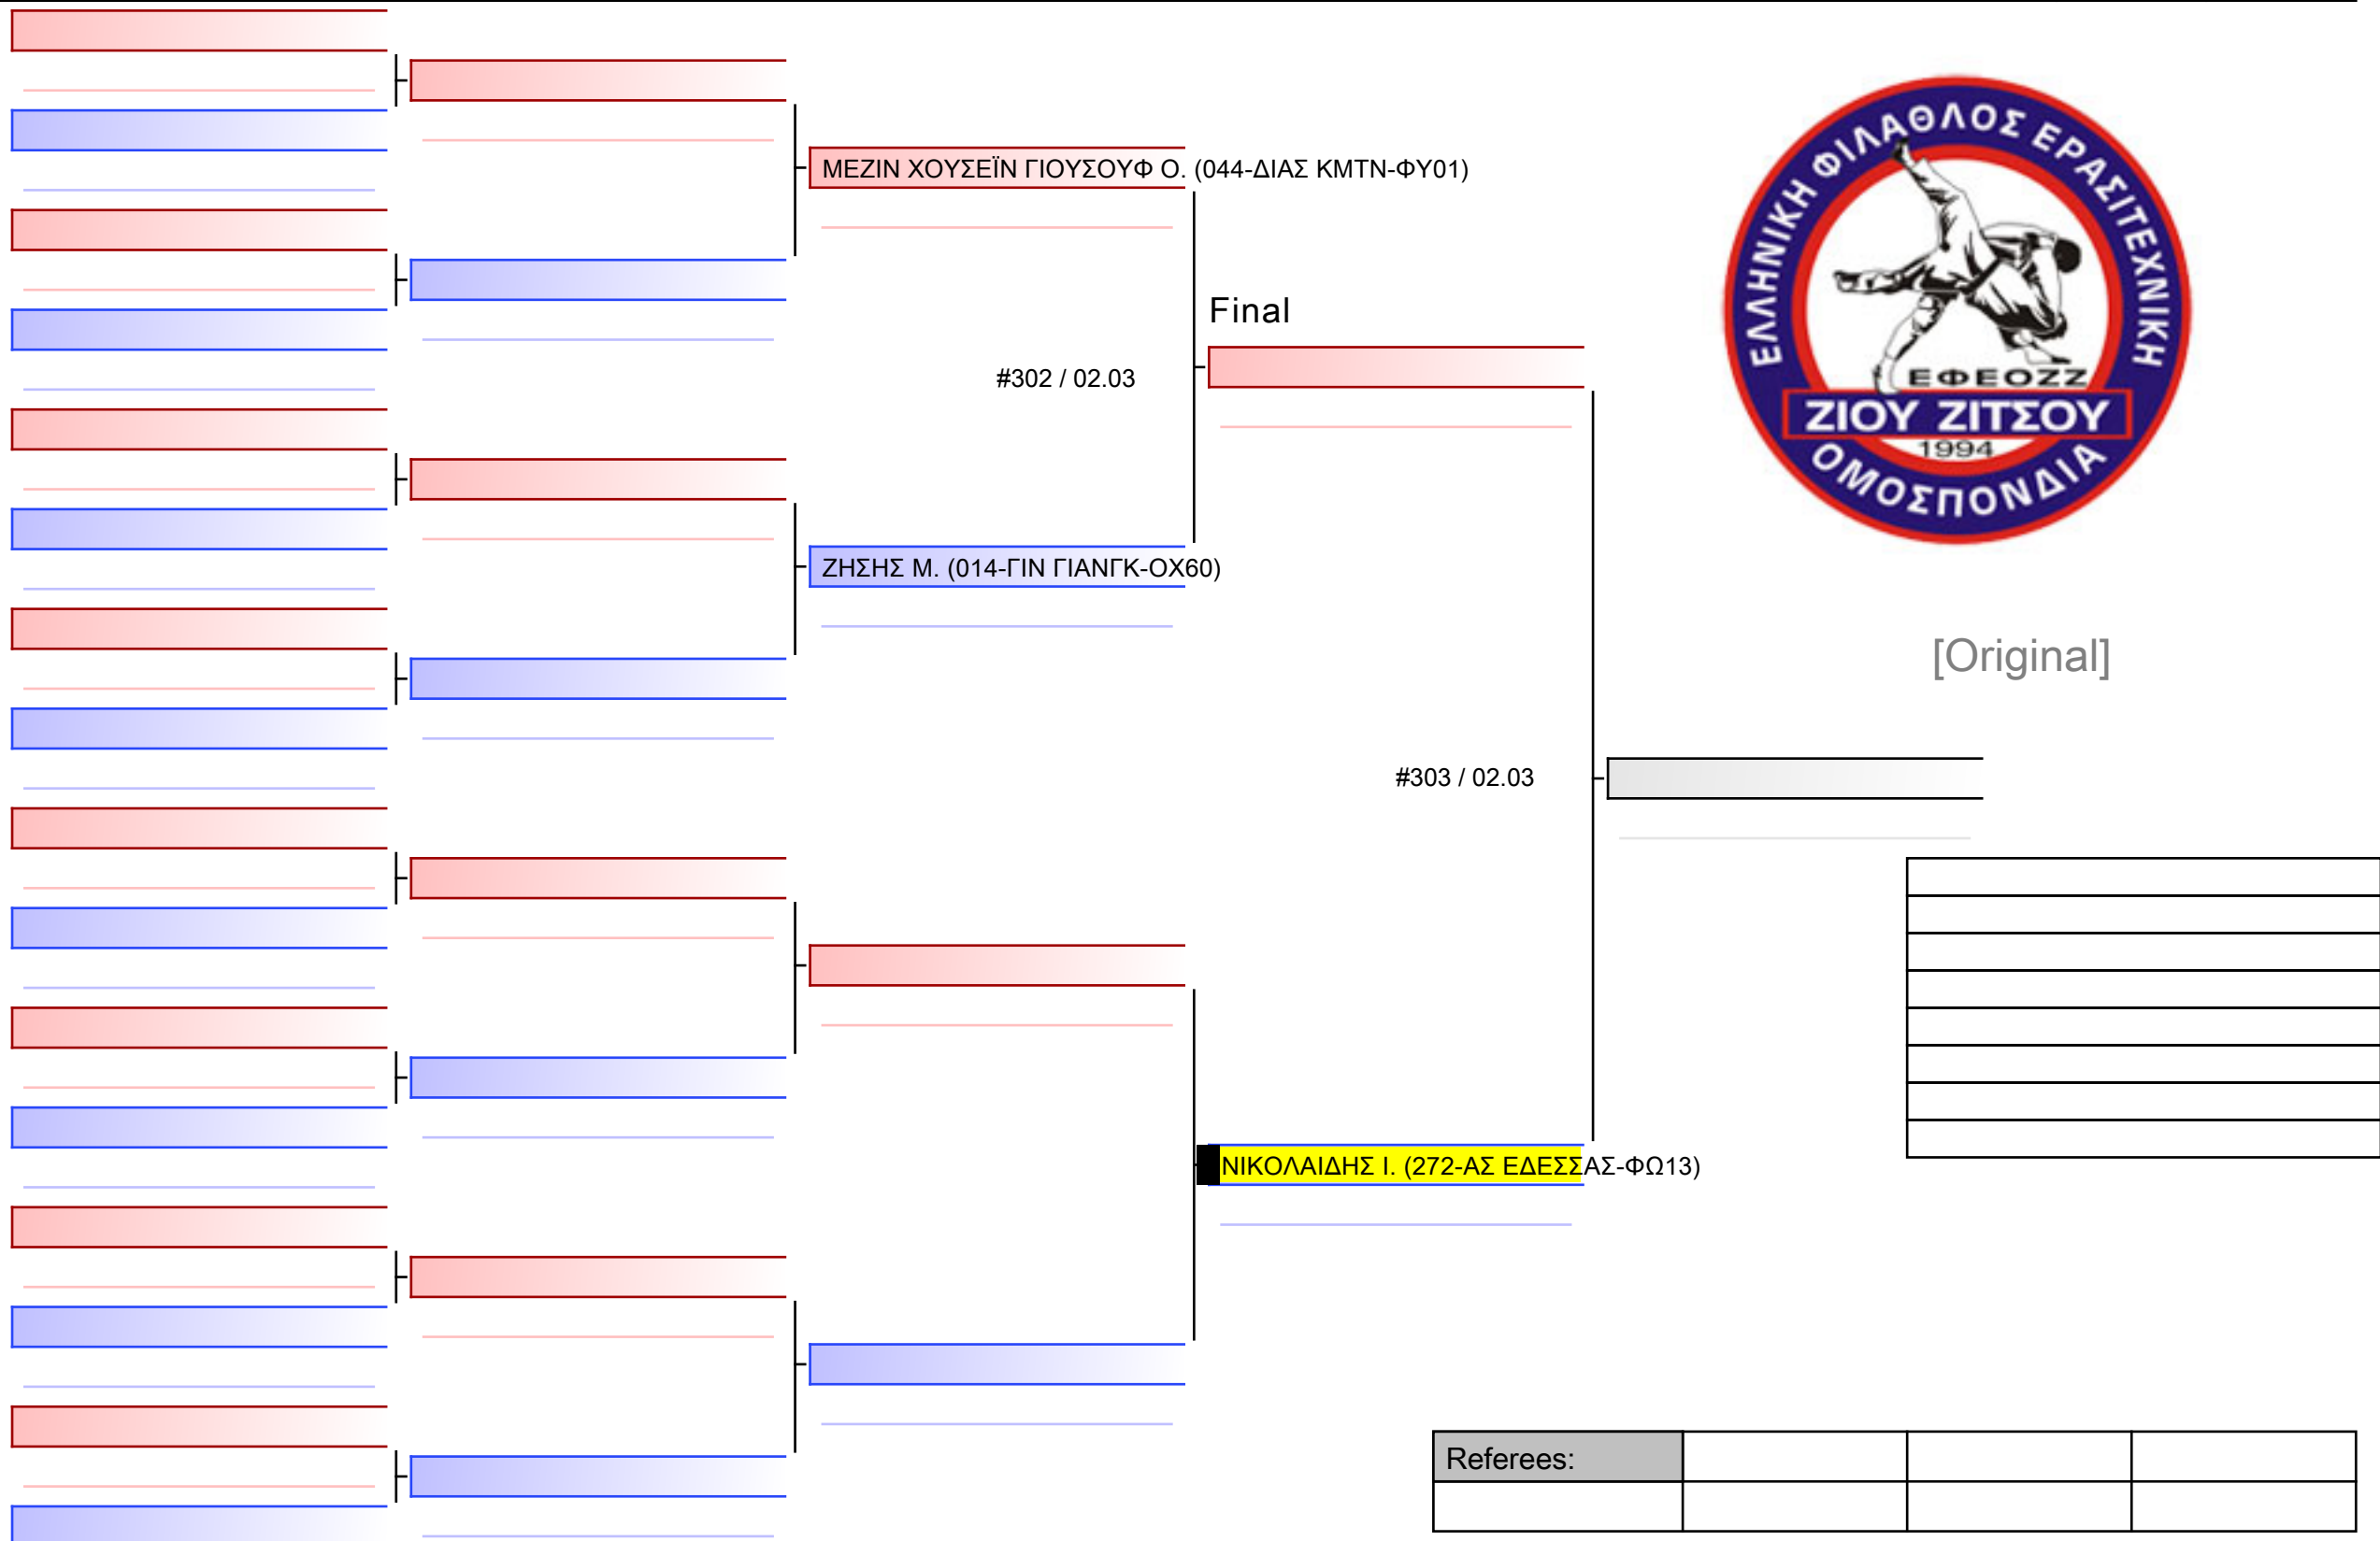 ΜΕΖΙΝ ΧΟΥΣΕΪΝ ΓΙΟΥΣΟΥΦ Ο. (044-ΔΙΑΣ ΚΜΤΝ-ΦΥ01)
Final
#302 / 02.03
ΖΗΣΗΣ Μ. (014-ΓΙΝ ΓΙΑΝΓΚ-ΟΧ60)
ΕΛΛΗΝΙΚΗ ΦΙΛΑΘΛΟΣ ΕΡΑΣΙΤΕΧΝΙΚΗ
ΕΦΕΟΖΖ
ΖΙΟΥ ΖΙΤΣΟΥ
1994
ΟΜΟΣΠΟΝΔΙΑ
[Original]
#303 / 02.03
ΝΙΚΟΛΑΙΔΗΣ Ι. (272-ΑΣ ΕΔΕΣΣΑΣ-ΦΩ13)
Referees: